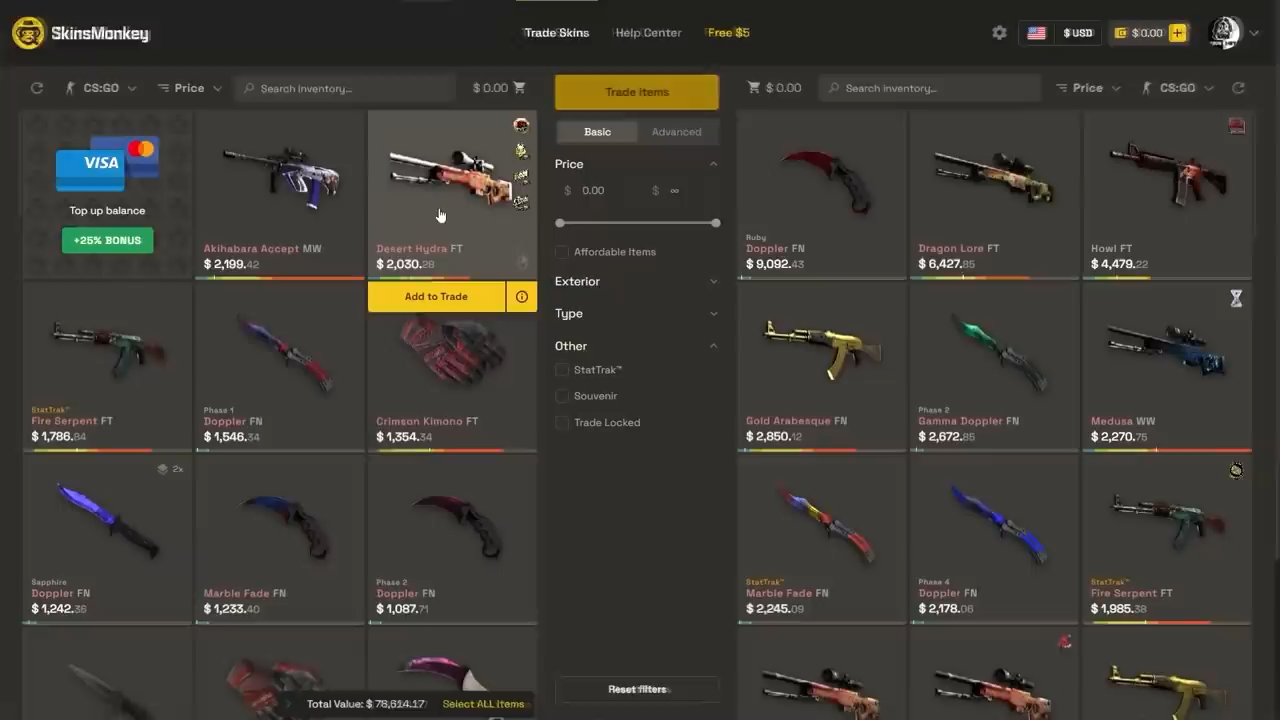 SkinsMonkey
Trade Skins
Help Center
Free $5
$ USD
$ 0.00
CS:GO
Price
Search inventory...
$ 0.00
Trade Items
$ 0.00
Search inventory...
Price
CS:GO
VISA
Top up balance
+25% BONUS
Akihabara Accept MW
$ 2,199.42
Desert Hydra FT
$ 2,030.28
Add to Trade
StatTrak™
Fire Serpent FT
$ 1,786.84
Phase 1
Doppler FN
$ 1,546.34
Crimson Kimono FT
$ 1,354.34
2x
Sapphire
Doppler FN
$ 1,242.36
Marble Fade FN
$ 1,233.40
Phase 2
Doppler FN
$ 1,087.71
Total Value: $ 78,614.17
Select ALL items
Basic
Advanced
Price
$ 0.00
$ ∞
Affordable Items
Exterior
Type
Other
StatTrak™
Souvenir
Trade Locked
Reset filters
Ruby
Doppler FN
$ 9,092.43
Dragon Lore FT
$ 6,427.85
Howl FT
$ 4,479.22
Gold Arabesque FN
$ 2,850.12
Phase 2
Gamma Doppler FN
$ 2,672.85
Medusa WW
$ 2,270.75
StatTrak™
Marble Fade FN
$ 2,245.09
Phase 4
Doppler FN
$ 2,178.06
StatTrak™
Fire Serpent FT
$ 1,985.38